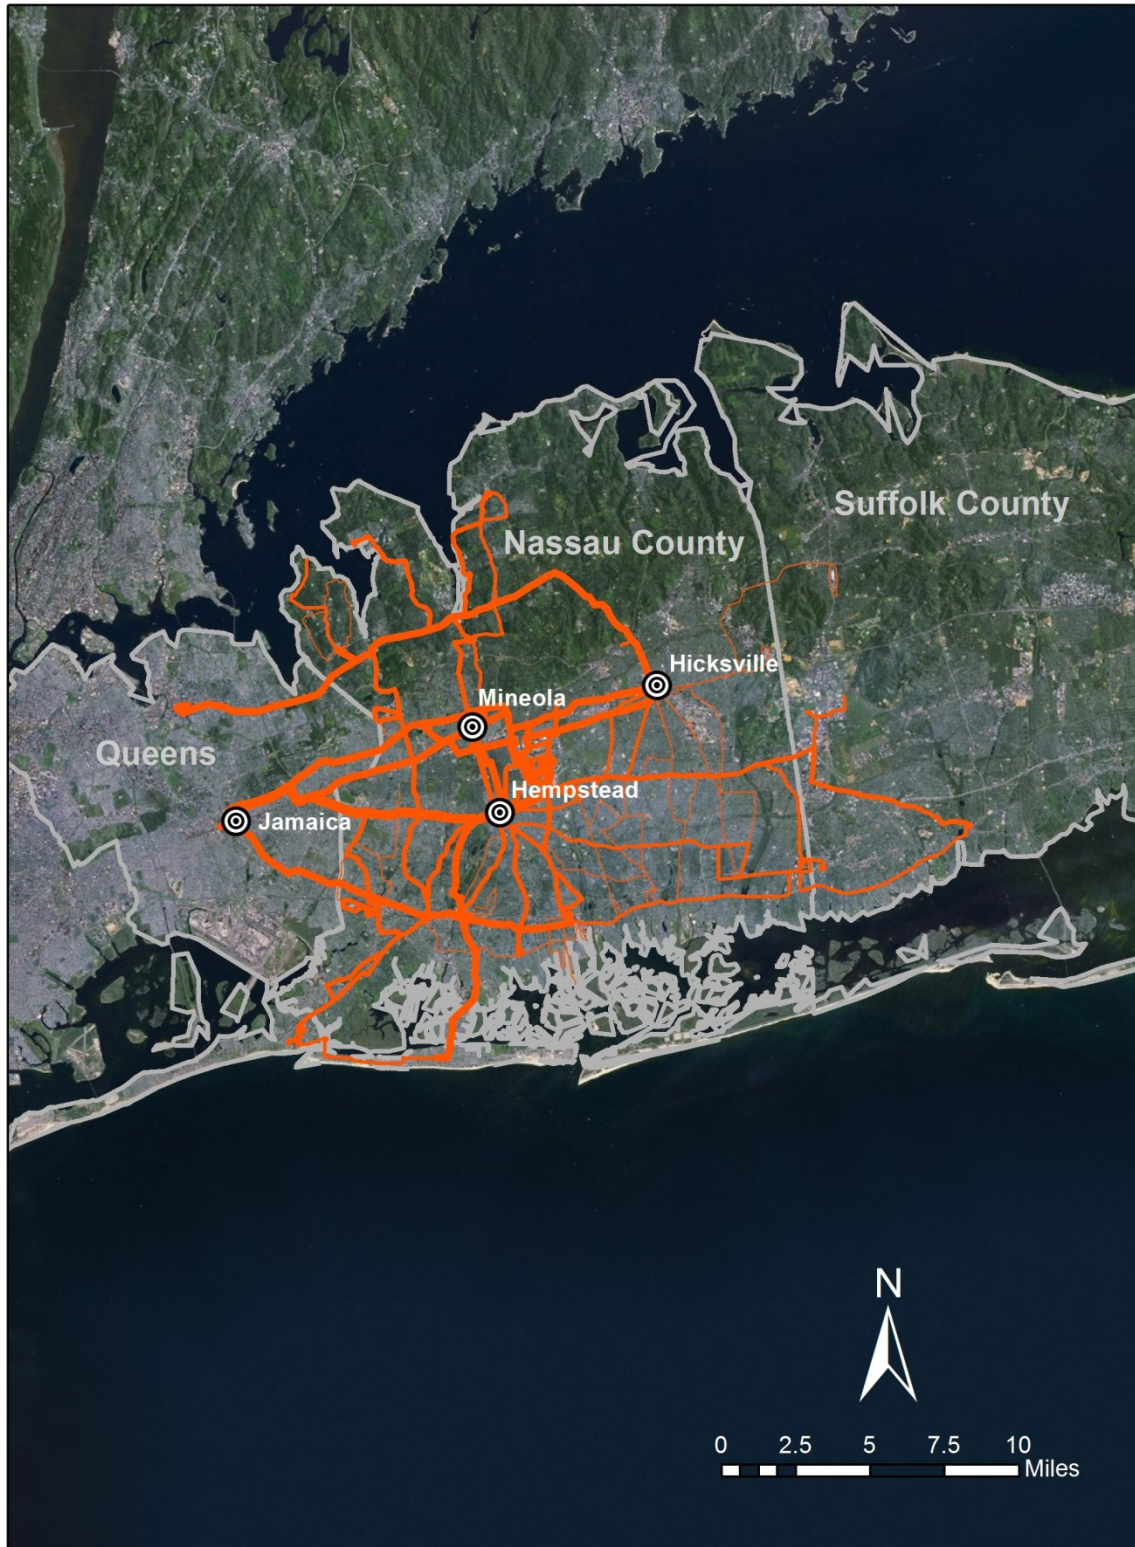 Suffolk County
Nassau County
Hicksville
Mineola
Queens
Hempstead
Jamaica
N
0 2.5 5 7.5 10
Miles